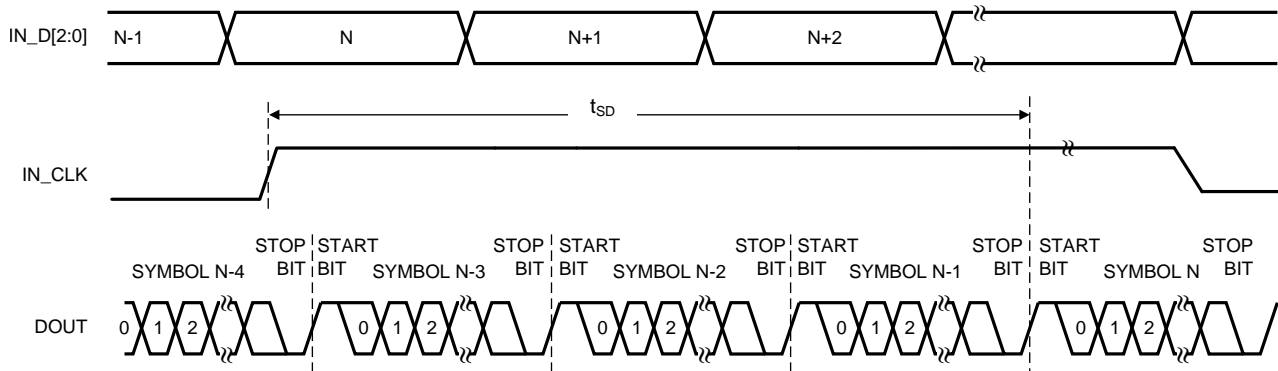 IN_D[2:0] N-1 N N+1 N+2
tSD
IN_CLK
STOP BIT START BIT STOP BIT START BIT STOP BIT START BIT STOP BIT START BIT STOP BIT
SYMBOL N-4 SYMBOL N-3 SYMBOL N-2 SYMBOL N-1 SYMBOL N
DOUT 0 1 2 0 1 2 0 1 2 0 1 2 0 1 2